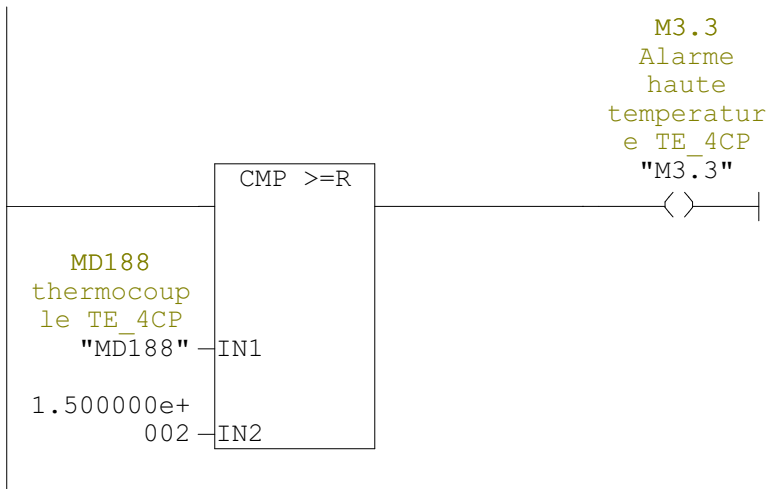 M3.3
Alarme
haute
temperatur
e TE_4CP
"M3.3"
CMP >=R
MD188
thermocoup
le TE_4CP
"MD188"
IN1
1.500000e+
002
IN2